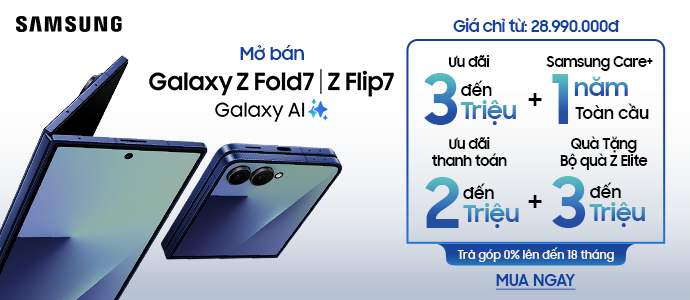 SAMSUNG
Mở bán
Galaxy Z Fold7 | Z Flip7
Galaxy AI
Giá chỉ từ: 28.990.000đ
Ưu đãi
3 đến Triệu
+
Samsung Care+
1 năm Toàn cầu
Ưu đãi
thanh toán
2 đến Triệu
+
Quà Tặng
Bộ quà Z Elite
3 đến Triệu
Trả góp 0% lên đến 18 tháng
MUA NGAY